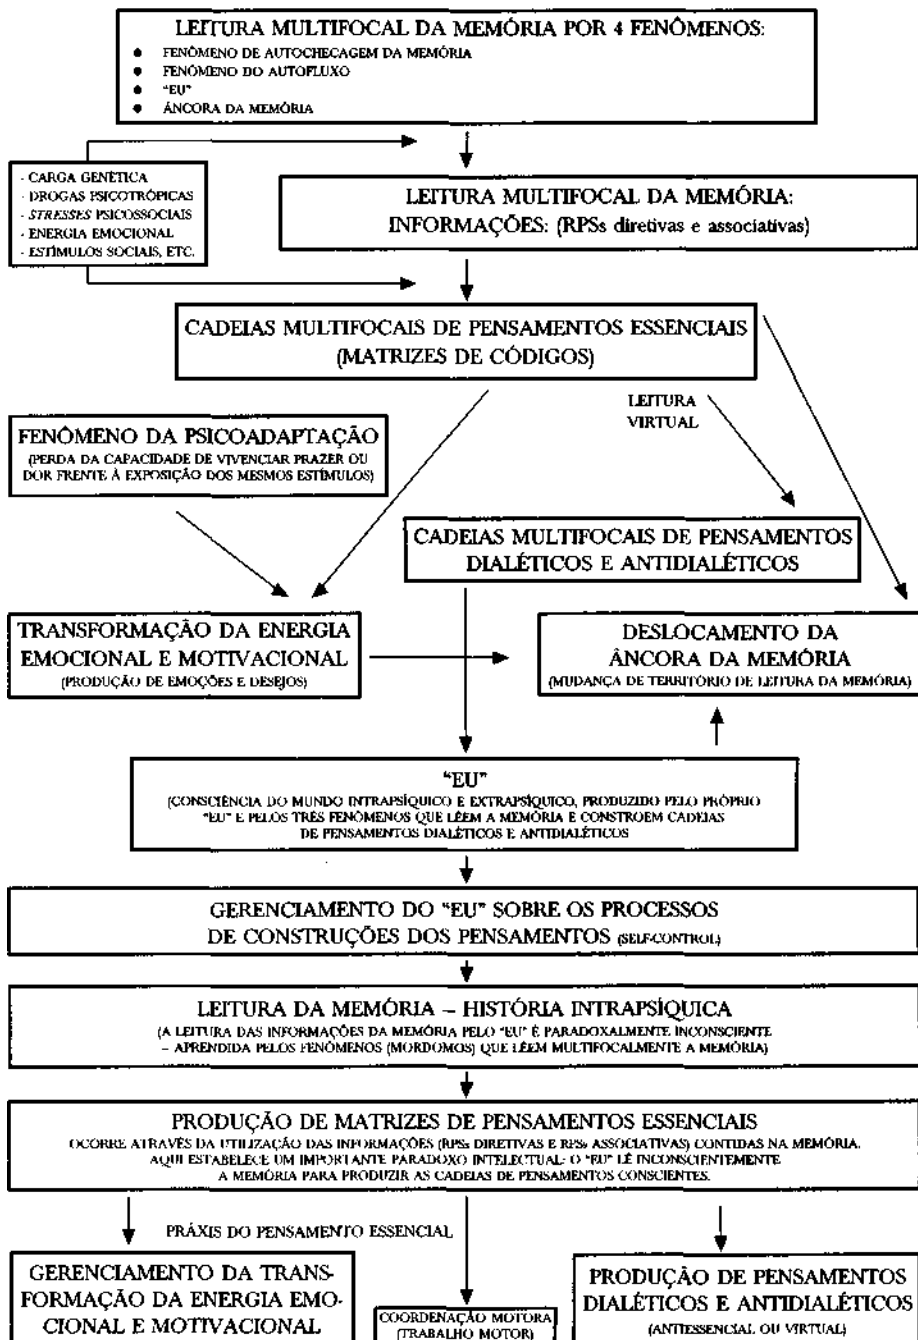 LEITURA MULTIFOCAL DA MEMÓRIA POR 4 FENÔMENOS:
● FENÔMENO DE AUTOCHECAGEM DA MEMÓRIA
● FENÔMENO DO AUTOFLUXO
● "EU"
● ÂNCORA DA MEMÓRIA
- CARGA GENÉTICA
- DROGAS PSICOTRÓPICAS
- STRESSES PSICOSSOCIAIS
- ENERGIA EMOCIONAL
- ESTÍMULOS SOCIAIS, ETC.
LEITURA MULTIFOCAL DA MEMÓRIA:
INFORMAÇÕES: (RPSs diretivas e associativas)
CADEIAS MULTIFOCAIS DE PENSAMENTOS ESSENCIAIS
(MATRIZES DE CÓDIGOS)
LEITURA
VIRTUAL
FENÔMENO DA PSICOADAPTAÇÃO
(PERDA DA CAPACIDADE DE VIVENCIAR PRAZER OU
DOR FRENTE À EXPOSIÇÃO DOS MESMOS ESTÍMULOS)
CADEIAS MULTIFOCAIS DE PENSAMENTOS
DIALÉTICOS E ANTIDIALÉTICOS
TRANSFORMAÇÃO DA ENERGIA
EMOCIONAL E MOTIVACIONAL
(PRODUÇÃO DE EMOÇÕES E DESEJOS)
DESLOCAMENTO DA
ÂNCORA DA MEMÓRIA
(MUDANÇA DE TERRITÓRIO DE LEITURA DA MEMÓRIA)
"EU"
(CONSCIÊNCIA DO MUNDO INTRAPSÍQUICO E EXTRAPSÍQUICO, PRODUZIDO PELO PRÓPRIO
"EU" E PELOS TRÊS FENÔMENOS QUE LÊEM A MEMÓRIA E CONSTROEM CADEIAS
DE PENSAMENTOS DIALÉTICOS E ANTIDIALÉTICOS
GERENCIAMENTO DO "EU" SOBRE OS PROCESSOS
DE CONSTRUÇÕES DOS PENSAMENTOS (SELF-CONTROL)
LEITURA DA MEMÓRIA – HISTÓRIA INTRAPSÍQUICA
(A LEITURA DAS INFORMAÇÕES DA MEMÓRIA PELO "EU" É PARADOXALMENTE INCONSCIENTE
– APRENDIDA PELOS FENÔMENOS (MORDOMOS) QUE LÊEM MULTIFOCALMENTE A MEMÓRIA)
PRODUÇÃO DE MATRIZES DE PENSAMENTOS ESSENCIAIS
OCORRE ATRAVÉS DA UTILIZAÇÃO DAS INFORMAÇÕES (RPSs DIRETIVAS E RPSs ASSOCIATIVAS) CONTIDAS NA MEMÓRIA.
AQUI ESTABELECE UM IMPORTANTE PARADOXO INTELECTUAL: O "EU" LÊ INCONSCIENTEMENTE
A MEMÓRIA PARA PRODUZIR AS CADEIAS DE PENSAMENTOS CONSCIENTES.
PRÁXIS DO PENSAMENTO ESSENCIAL
GERENCIAMENTO DA TRANS-
FORMAÇÃO DA ENERGIA EMO-
CIONAL E MOTIVACIONAL
COORDENAÇÃO MOTORA
(TRABALHO MOTOR)
PRODUÇÃO DE PENSAMENTOS
DIALÉTICOS E ANTIDIALÉTICOS
(ANTIESSENCIAL OU VIRTUAL)